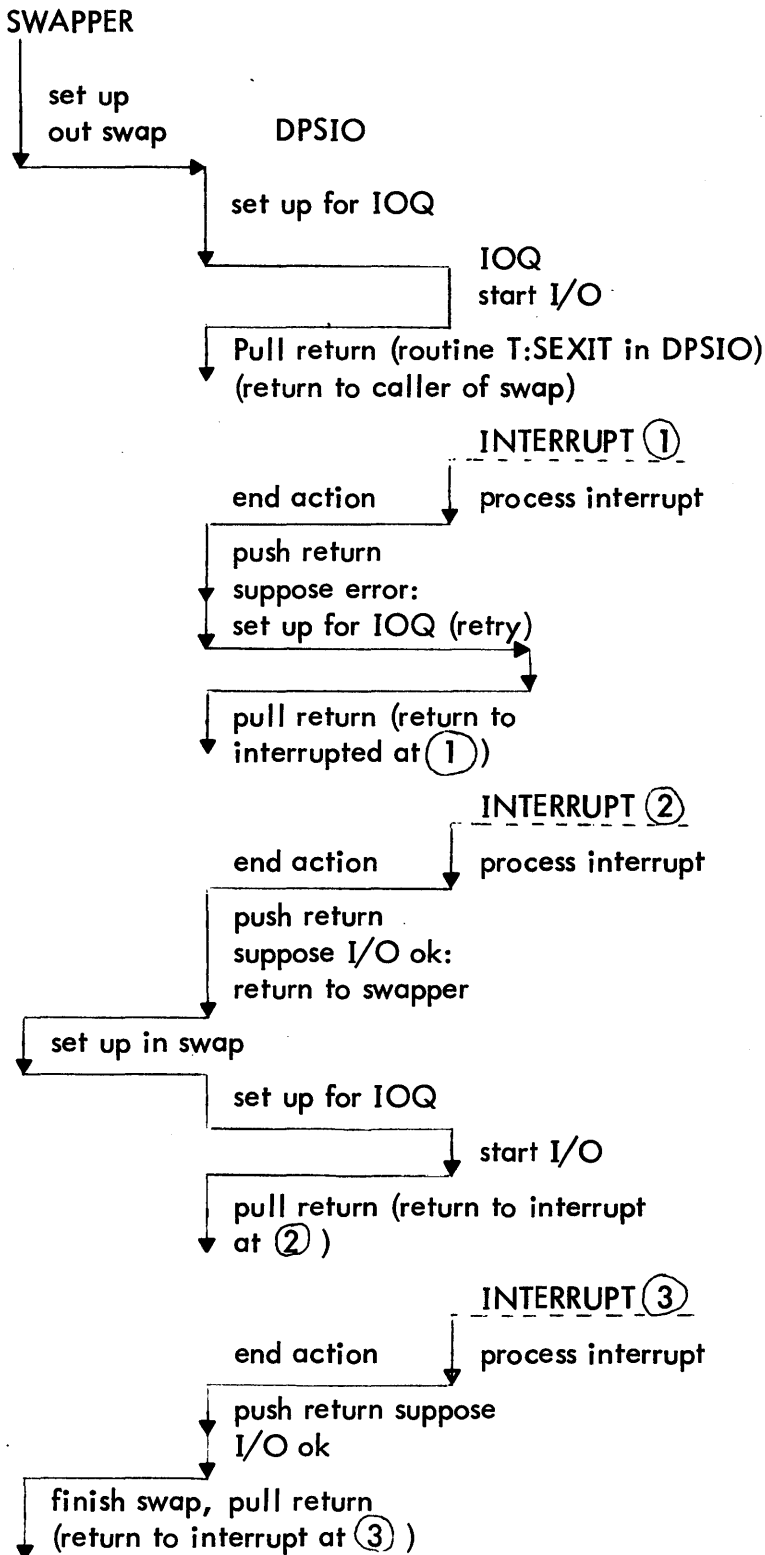 SWAPPER
set up
out swap
DPSIO
set up for IOQ
IOQ
start I/O
Pull return (routine T:SEXIT in DPSIO)
(return to caller of swap)
INTERRUPT 1
end action
process interrupt
push return
suppose error:
set up for IOQ (retry)
pull return (return to
interrupted at 1 )
INTERRUPT 2
end action
process interrupt
push return
suppose I/O ok:
return to swapper
set up in swap
set up for IOQ
start I/O
pull return (return to interrupt
at 2 )
INTERRUPT 3
end action
process interrupt
push return suppose
I/O ok
finish swap, pull return
(return to interrupt at 3 )